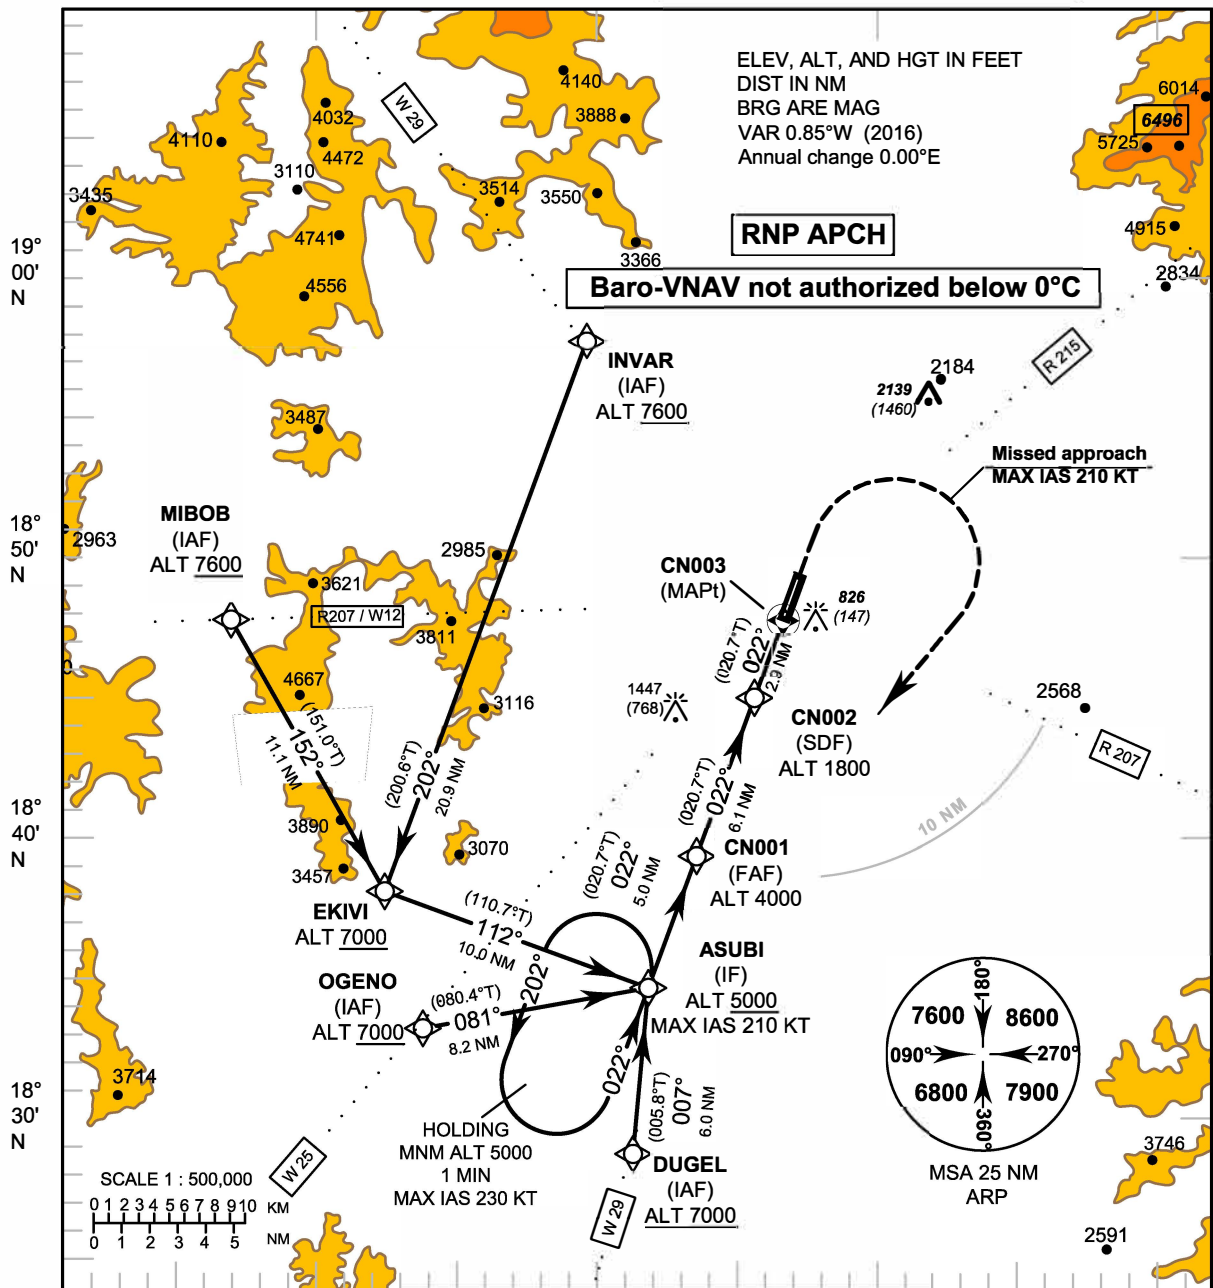 ELEV, ALT, AND HGT IN FEET
DIST IN NM
BRG ARE MAG
VAR 0.85°W (2016)
Annual change 0.00°E
RNP APCH
Baro-VNAV not authorized below 0°C
W 29
4140
3888
4032
4110
4472
3110
3435
3514
3550
4741
3366
4556
6014
6496
5725
4915
2834
19°
00'
N
INVAR
(IAF)
ALT 7600
R 215
2184
2139
(1460)
3487
Missed approach
MAX IAS 210 KT
18°
50'
N
2963
MIBOB
(IAF)
ALT 7600
2985
3621
R207 / W12
3811
CN003
(MAPt)
826
(147)
4667
3116
1447
(768)
(020.7°T)
022°
2.9 NM
CN002
(SDF)
ALT 1800
2568
R 207
10 NM
(151.0°T)
152°
11.1 NM
(200.6°T)
202°
20.9 NM
(020.7°T)
022°
6.1 NM
18°
40'
N
3890
3457
3070
CN001
(FAF)
ALT 4000
(020.7°T)
022°
5.0 NM
EKIVI
ALT 7000
(110.7°T)
112°
10.0 NM
ASUBI
(IF)
ALT 5000
MAX IAS 210 KT
OGENO
(IAF)
ALT 7000
(080.4°T)
081°
8.2 NM
202°
022°
(005.8°T)
007°
6.0 NM
HOLDING
MNM ALT 5000
1 MIN
MAX IAS 230 KT
DUGEL
(IAF)
ALT 7000
W 25
W 29
3714
18°
30'
N
180°
7600 8600
090° 270°
6800 7900
360°
MSA 25 NM
ARP
3746
2591
SCALE 1 : 500,000
0 1 2 3 4 5 6 7 8 9 10 KM
0 1 2 3 4 5 NM